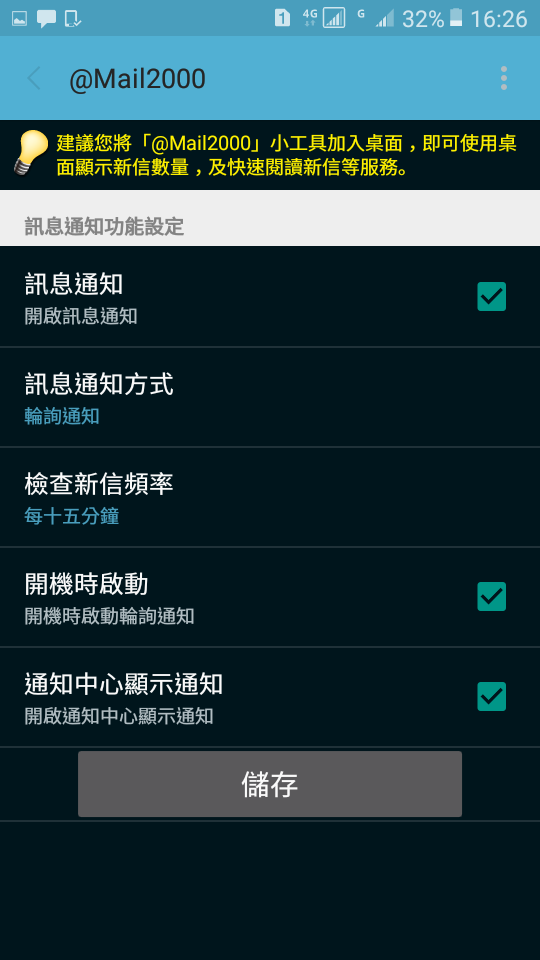 1 4G G 32% 16:26
@Mail2000
建議您將「@Mail2000」小工具加入桌面，即可使用桌
面顯示新信數量，及快速閱讀新信等服務。
訊息通知功能設定
訊息通知
開啟訊息通知
訊息通知方式
輪詢通知
檢查新信頻率
每十五分鐘
開機時啟動
開機時啟動輪詢通知
通知中心顯示通知
開啟通知中心顯示通知
儲存